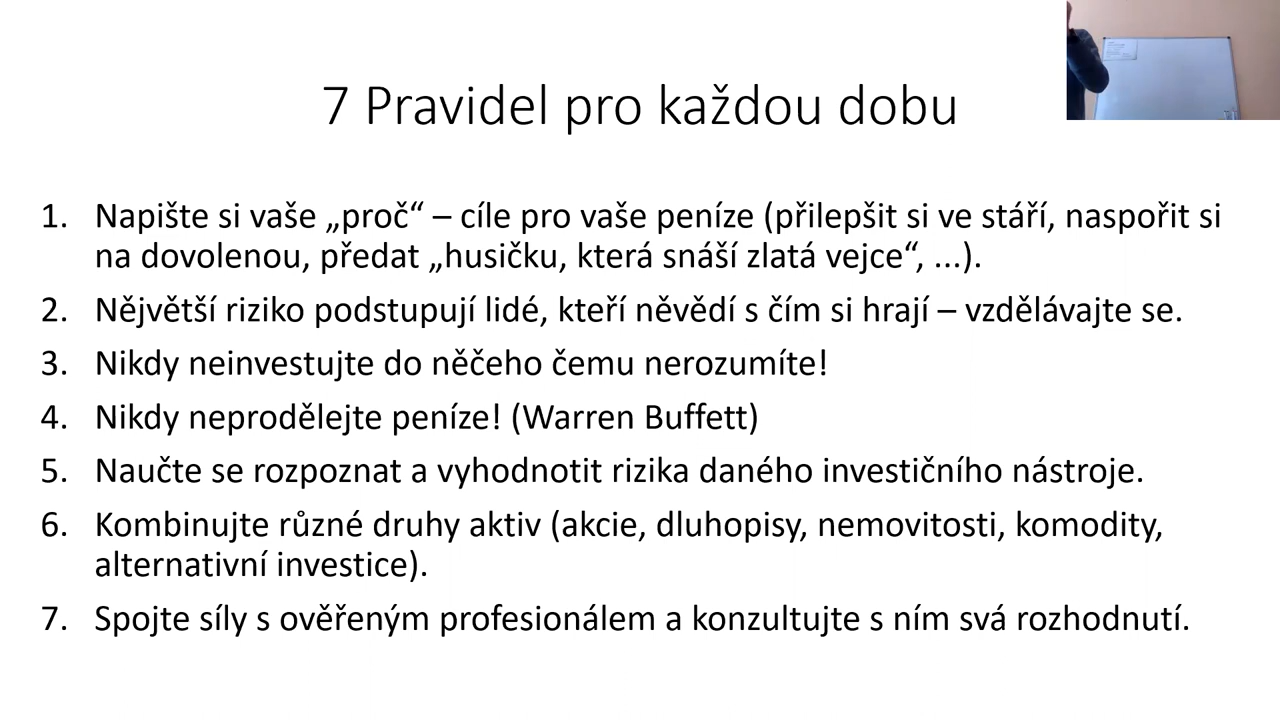 7 Pravidel pro každou dobu
1. Napište si vaše „proč“ – cíle pro vaše peníze (přilepšit si ve stáří, naspořit si
na dovolenou, předat „husičku, která snáší zlatá vejce“, ...).
2. Nějvětší riziko podstupují lidé, kteří něvědí s čím si hrají – vzdělávajte se.
3. Nikdy neinvestujte do něčeho čemu nerozumíte!
4. Nikdy neprodělejte peníze! (Warren Buffett)
5. Naučte se rozpoznat a vyhodnotit rizika daného investičního nástroje.
6. Kombinujte různé druhy aktiv (akcie, dluhopisy, nemovitosti, komodity,
alternativní investice).
7. Spojte síly s ověřeným profesionálem a konzultujte s ním svá rozhodnutí.